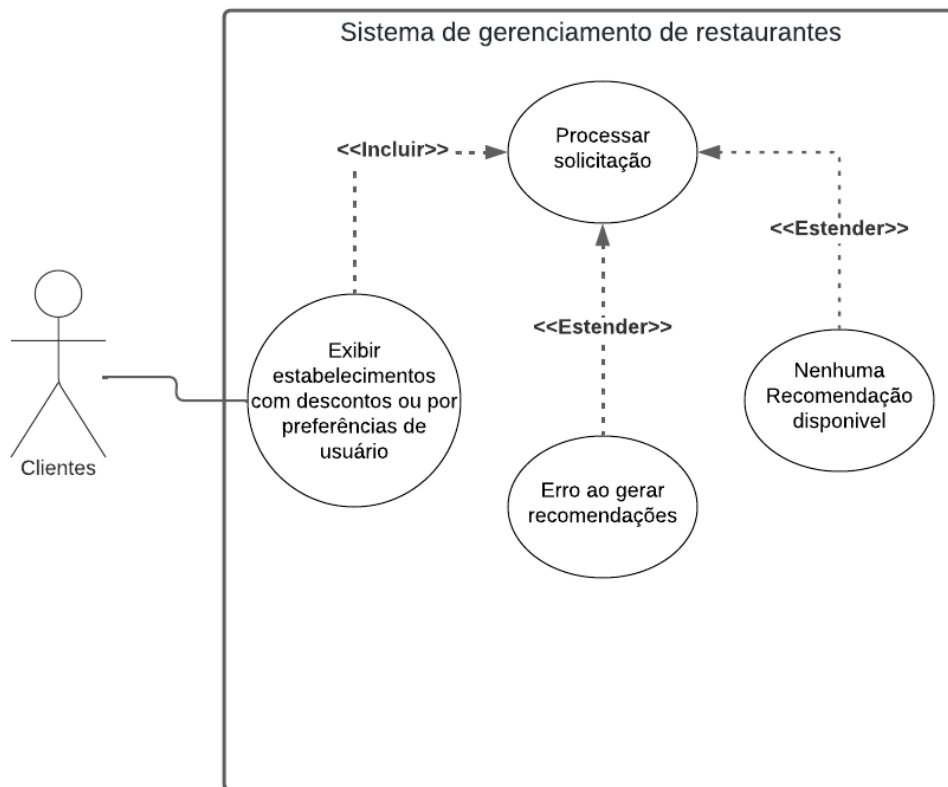 Sistema de gerenciamento de restaurantes
Processar
solicitação
<<Incluir>>
<<Estender>>
<<Estender>>
Exibir
estabelecimentos
com descontos ou por
preferências de
usuário
Nenhuma
Recomendação
disponivel
Clientes
Erro ao gerar
recomendações